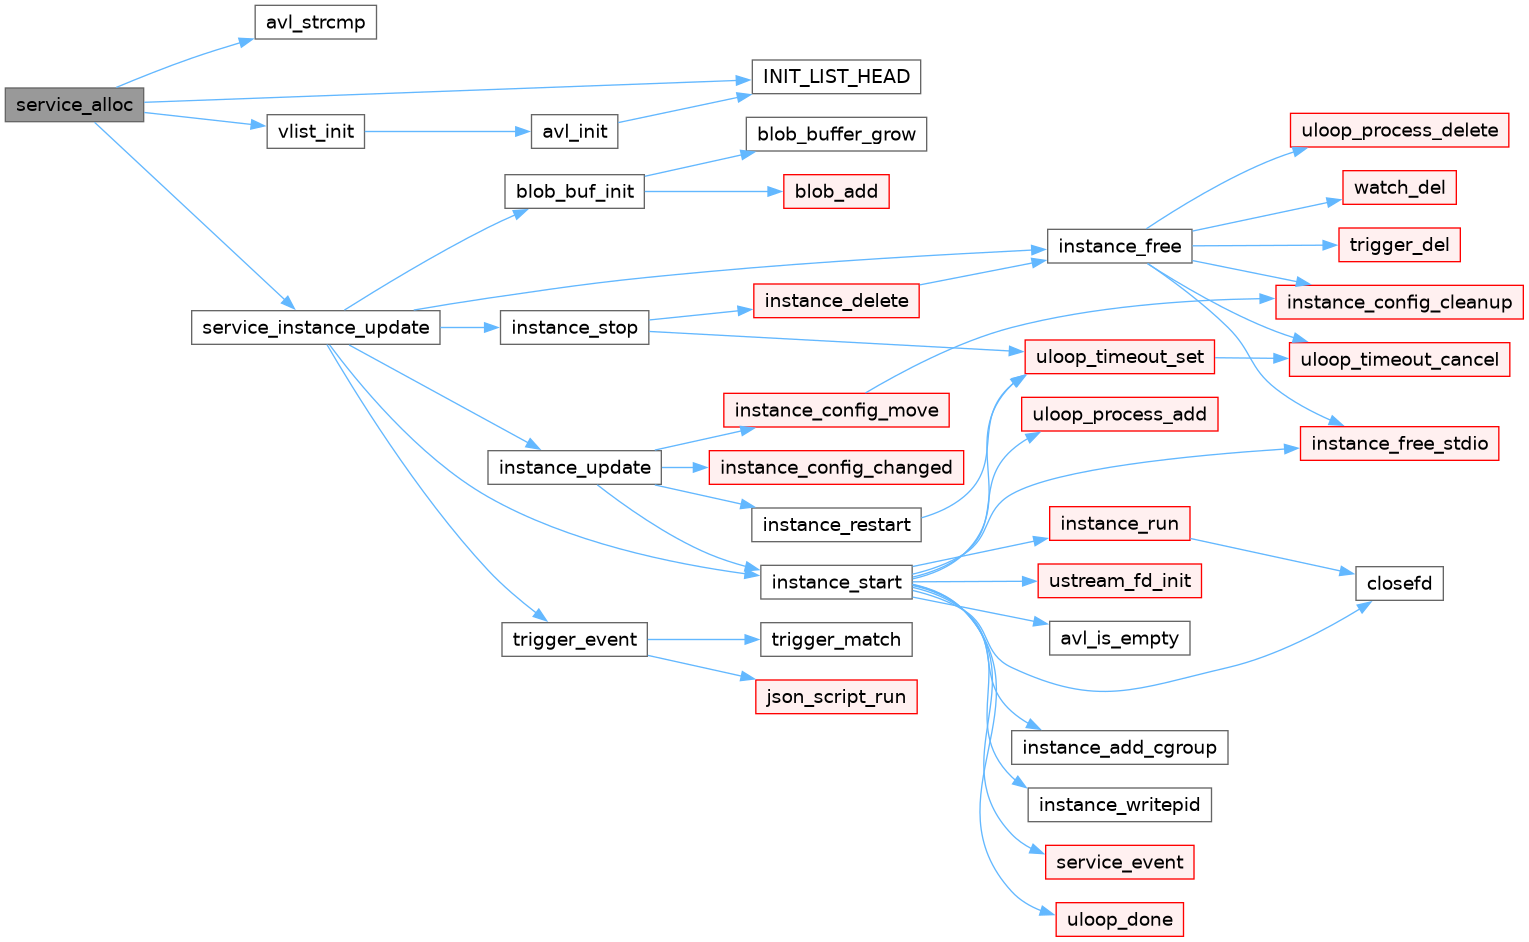 avl_strcmp
service_alloc
INIT_LIST_HEAD
vlist_init
avl_init
blob_buffer_grow
uloop_process_delete
blob_buf_init
blob_add
watch_del
instance_free
trigger_del
service_instance_update
instance_stop
instance_delete
instance_config_cleanup
uloop_timeout_set
uloop_timeout_cancel
instance_config_move
uloop_process_add
instance_free_stdio
instance_update
instance_config_changed
instance_restart
instance_run
instance_start
ustream_fd_init
closefd
trigger_event
trigger_match
avl_is_empty
json_script_run
instance_add_cgroup
instance_writepid
service_event
uloop_done